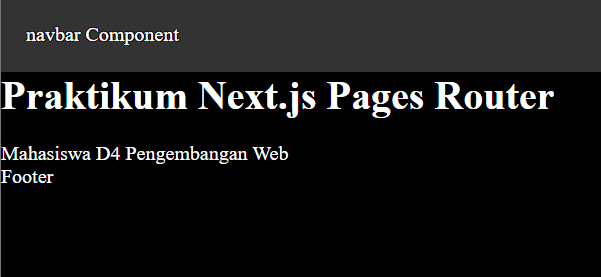 navbar Component
Praktikum Next.js Pages Router
Mahasiswa D4 Pengembangan Web
Footer